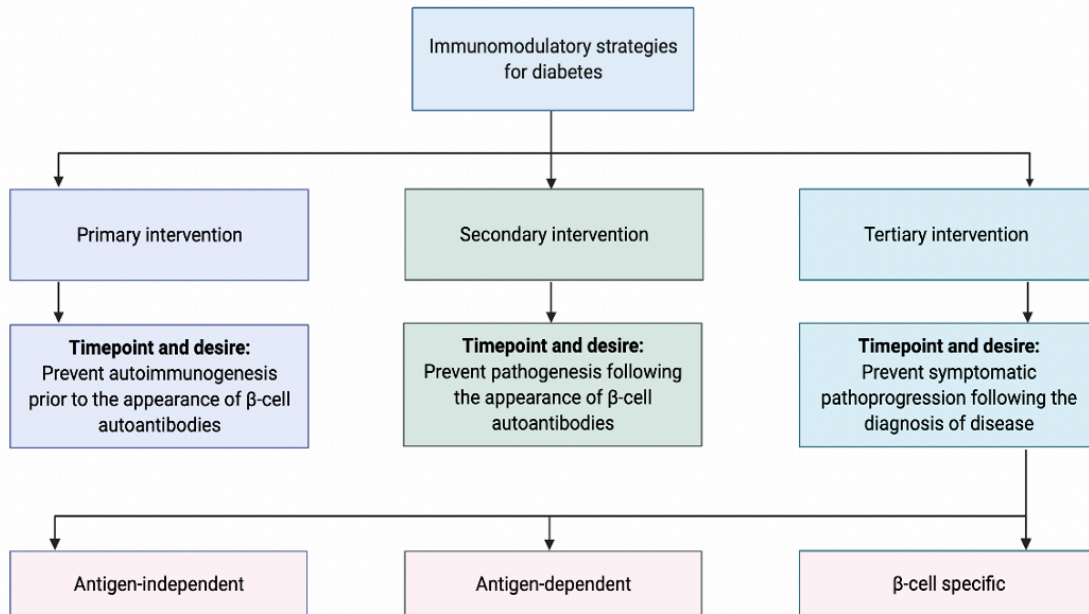 Immunomodulatory strategies
for diabetes
Primary intervention
Secondary intervention
Tertiary intervention
Timepoint and desire:
Prevent autoimmunogenesis
prior to the appearance of β-cell
autoantibodies
Timepoint and desire:
Prevent pathogenesis following
the appearance of β-cell
autoantibodies
Timepoint and desire:
Prevent symptomatic
pathoprogression following the
diagnosis of disease
Antigen-independent
Antigen-dependent
β-cell specific